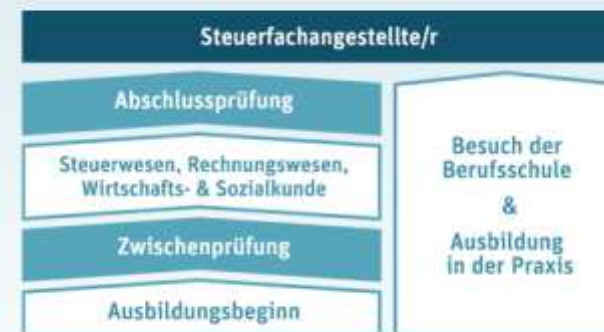 Steuerfachangestellte/r
Abschlussprüfung
Steuerwesen, Rechnungswesen,
Wirtschafts- & Sozialkunde
Zwischenprüfung
Ausbildungsbeginn
Besuch der
Berufsschule
&
Ausbildung
in der Praxis